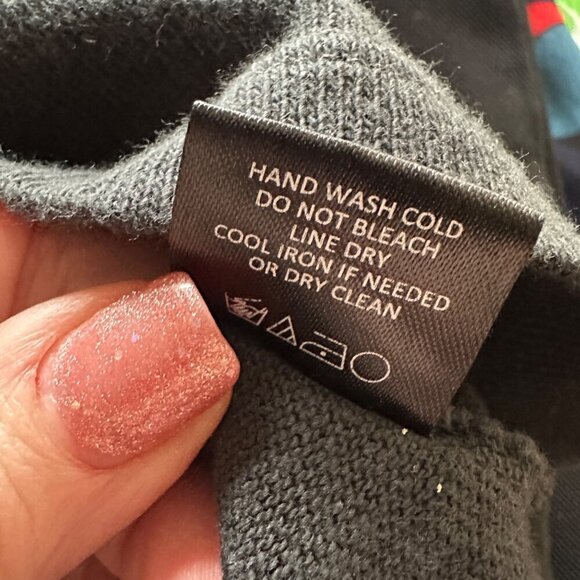 HAND WASH COLD
DO NOT BLEACH
LINE DRY
COOL IRON IF NEEDED
OR DRY CLEAN